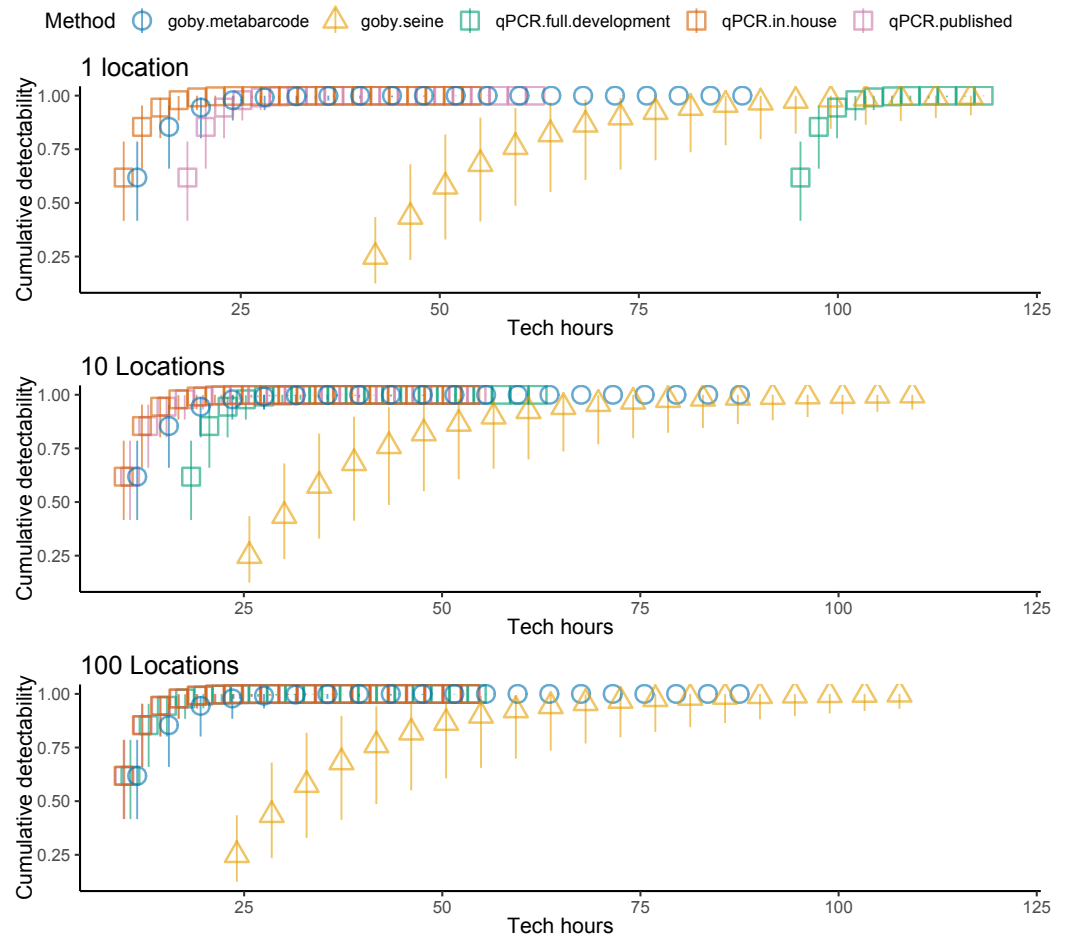 Method goby.metabarcode goby.seine qPCR.full.development qPCR.in.house qPCR.published
1 location
Cumulative detectability
1.00
0.75
0.50
0.25
25 50 75 100 125
Tech hours
10 Locations
Cumulative detectability
1.00
0.75
0.50
0.25
25 50 75 100 125
Tech hours
100 Locations
Cumulative detectability
1.00
0.75
0.50
0.25
25 50 75 100 125
Tech hours